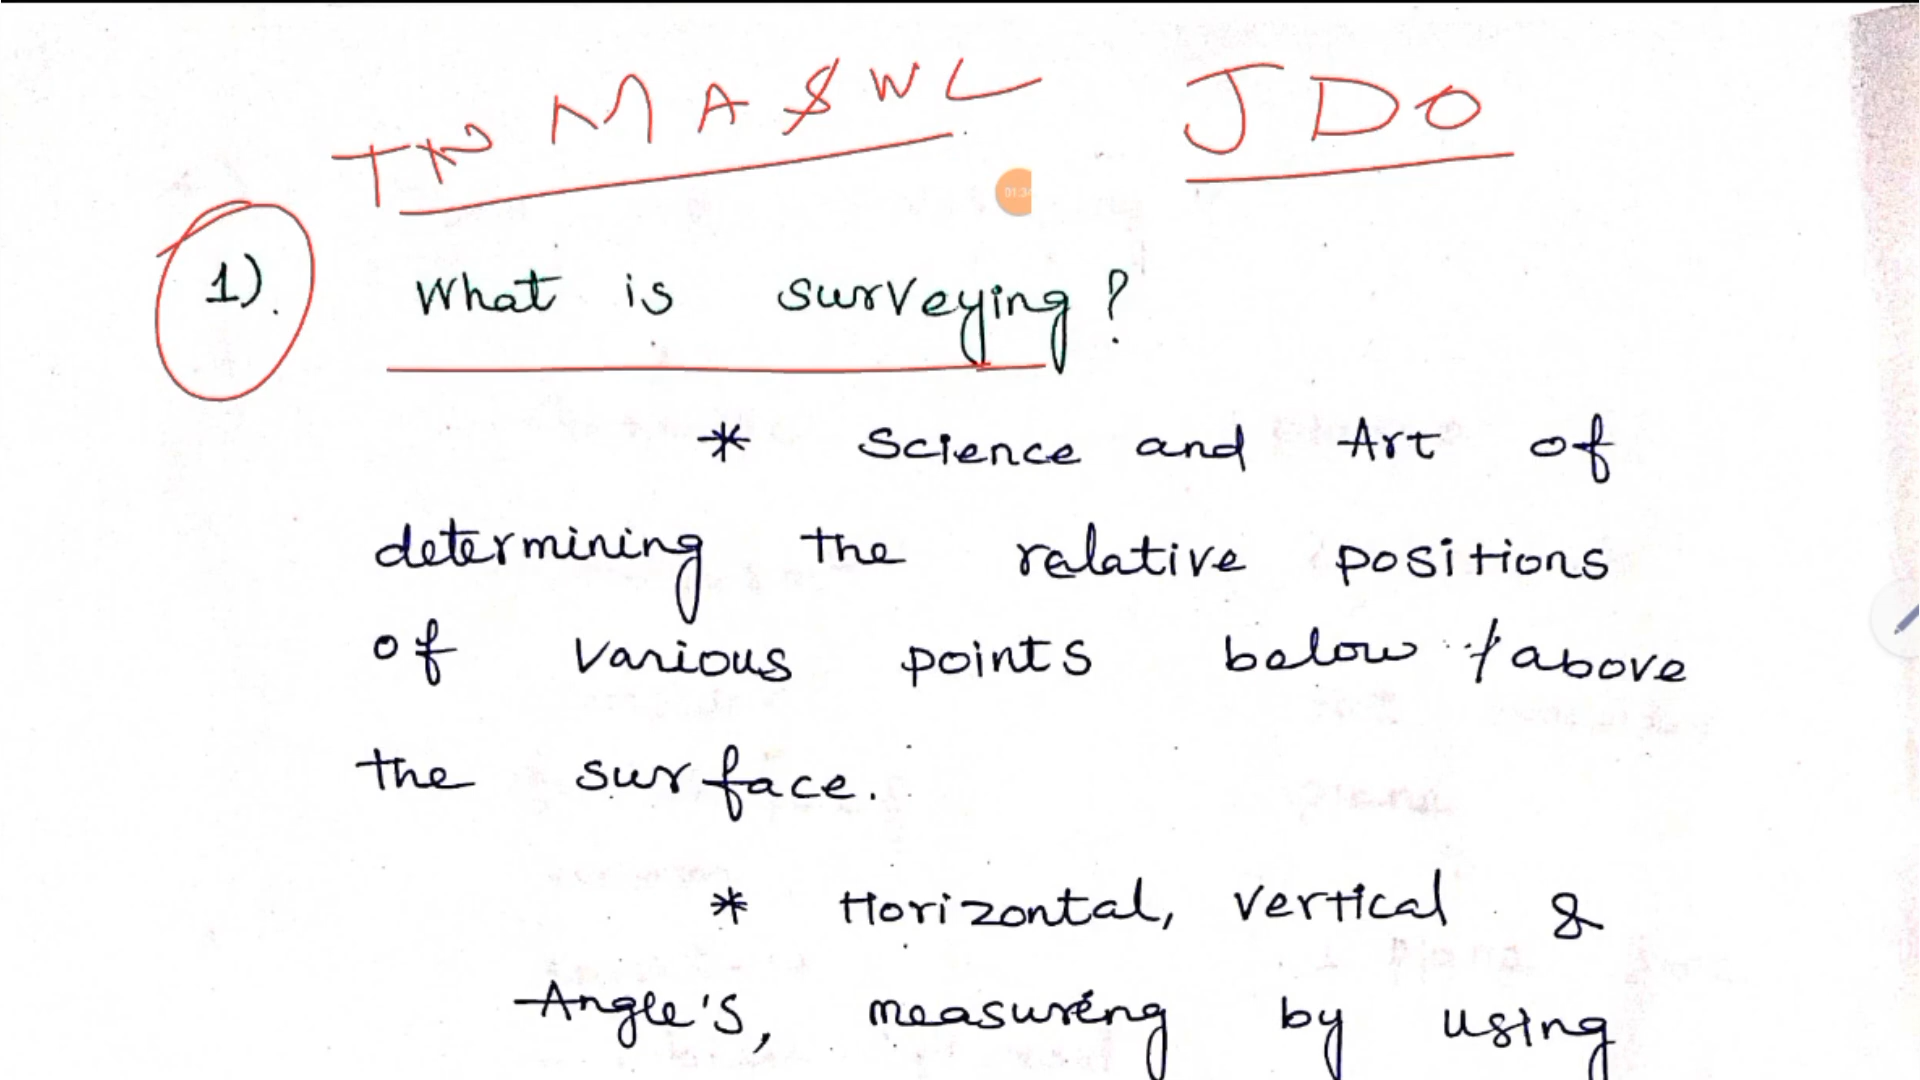 TN MASWL JDO
1). What is surveying?
* Science and Art of
determining the relative positions
of various points below / above
the surface.
* Horizontal, vertical &
Angle's, measuring by using